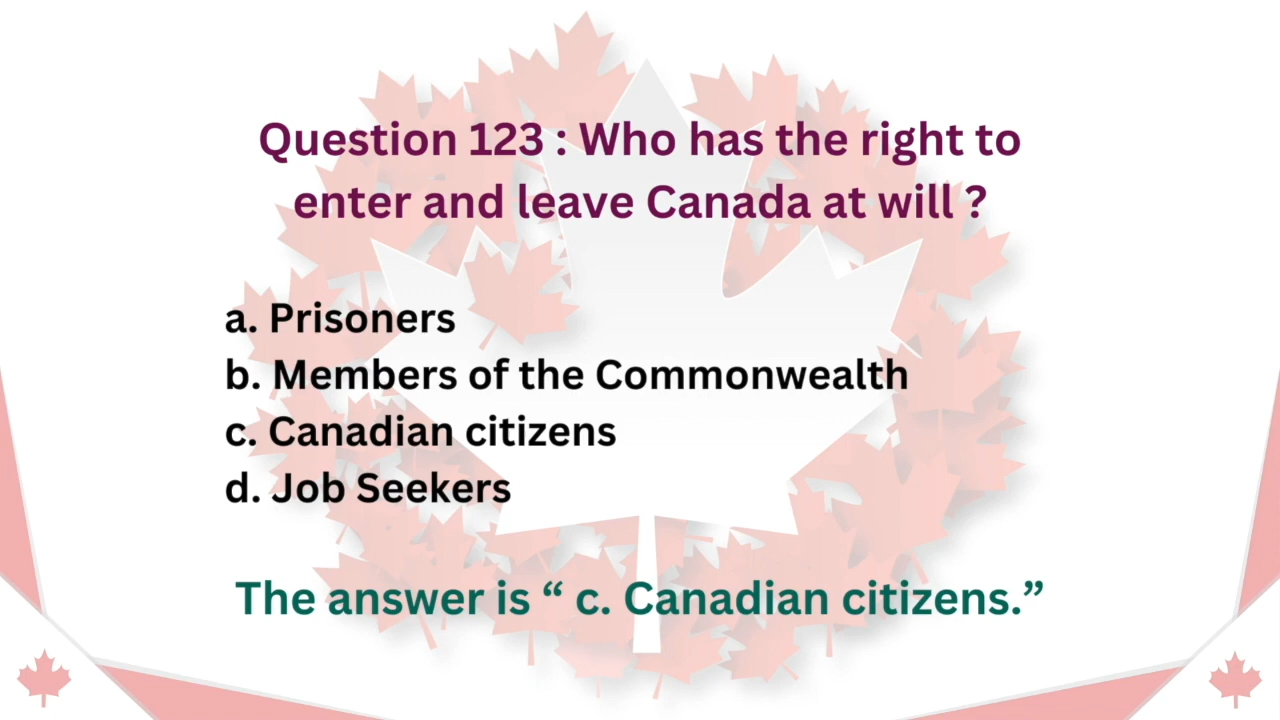 Question 123 : Who has the right to
enter and leave Canada at will ?
a. Prisoners
b. Members of the Commonwealth
c. Canadian citizens
d. Job Seekers
The answer is “ c. Canadian citizens.”